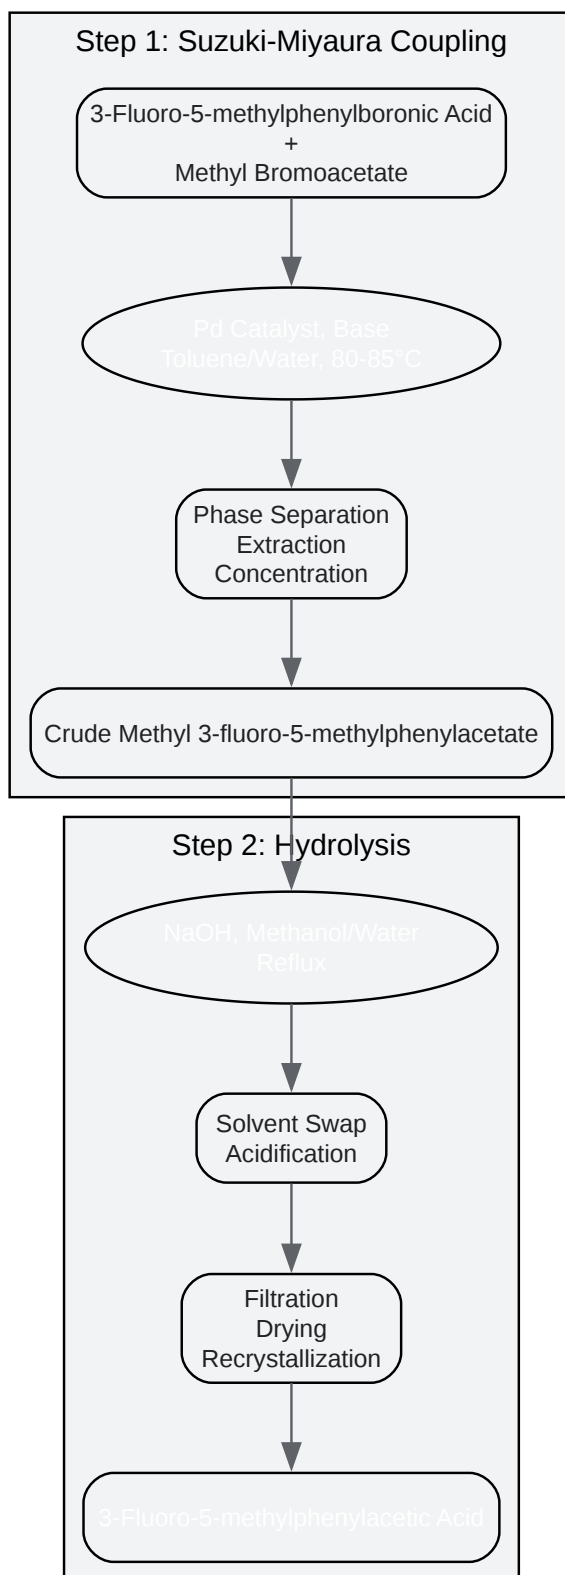 Step 1: Suzuki-Miyaura Coupling
3-Fluoro-5-methylphenylboronic Acid
+
Methyl Bromoacetate
Pd Catalyst, Base
Toluene/Water, 80-85°C
Phase Separation
Extraction
Concentration
Crude Methyl 3-fluoro-5-methylphenylacetate
Step 2: Hydrolysis
NaOH, Methanol/Water
Reflux
Solvent Swap
Acidification
Filtration
Drying
Recrystallization
3-Fluoro-5-methylphenylacetic Acid